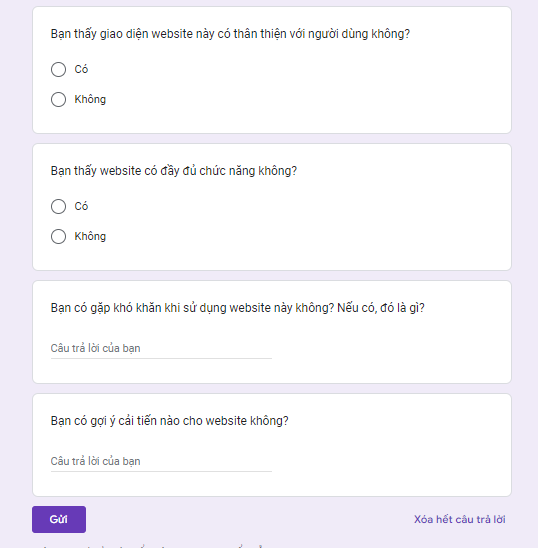 Bạn thấy giao diện website này có thân thiện với người dùng không?
Có
Không
Bạn thấy website có đầy đủ chức năng không?
Có
Không
Bạn có gặp khó khăn khi sử dụng website này không? Nếu có, đó là gì?
Câu trả lời của bạn
Bạn có gợi ý cải tiến nào cho website không?
Câu trả lời của bạn
Gửi
Xóa hết câu trả lời